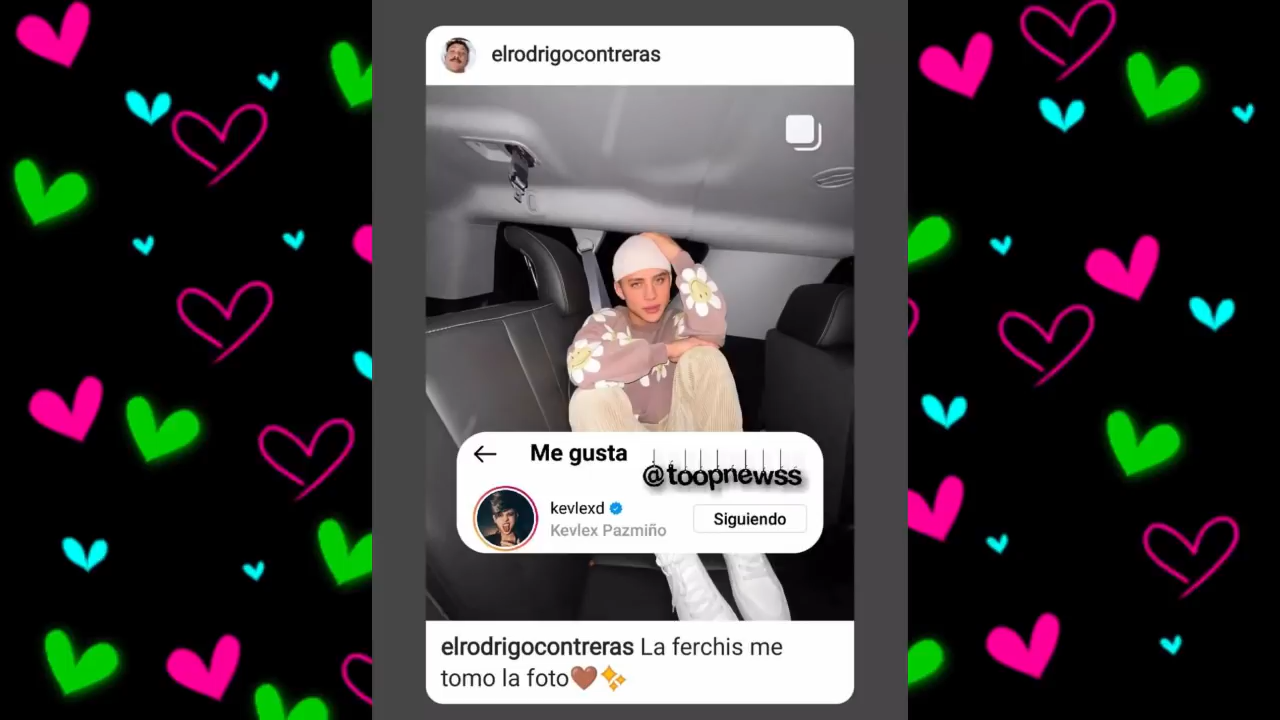 elrodrigocontreras
Me gusta
@toopnewss
kevlexd
Kevlex Pazmiño
Siguiendo
elrodrigocontreras La ferchis me
tomo la foto🤎✨